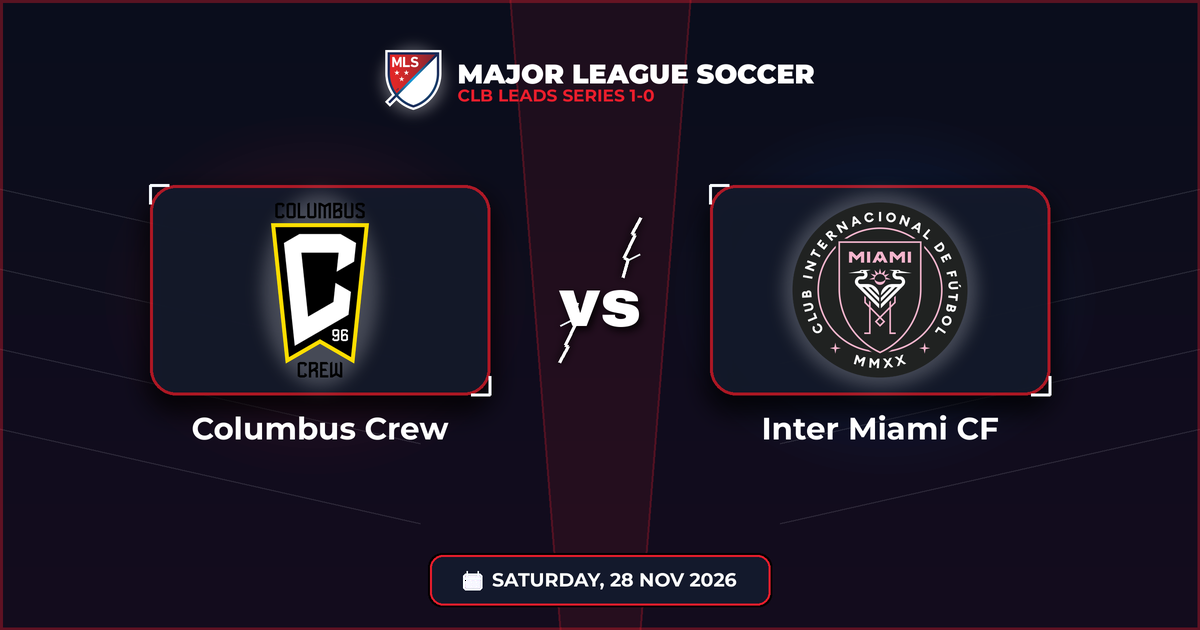 MLS
MAJOR LEAGUE SOCCER
CLB LEADS SERIES 1-0
COLUMBUS
96
CREW
VS
CLUB INTERNACIONAL DE FÚTBOL
MIAMI
MMXX
Columbus Crew
Inter Miami CF
SATURDAY, 28 NOV 2026